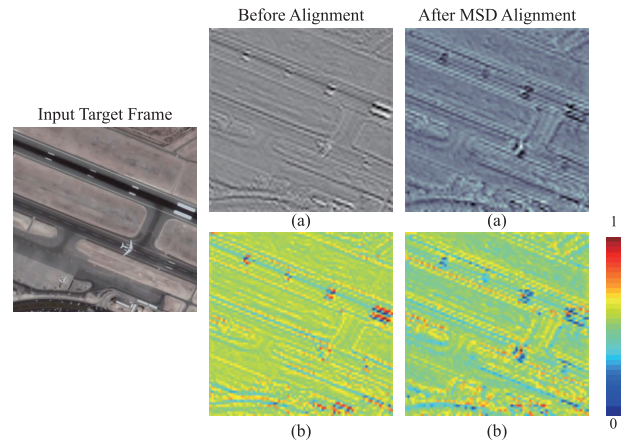 Before Alignment
After MSD Alignment
Input Target Frame
(a)
(a)
1
0
(b)
(b)